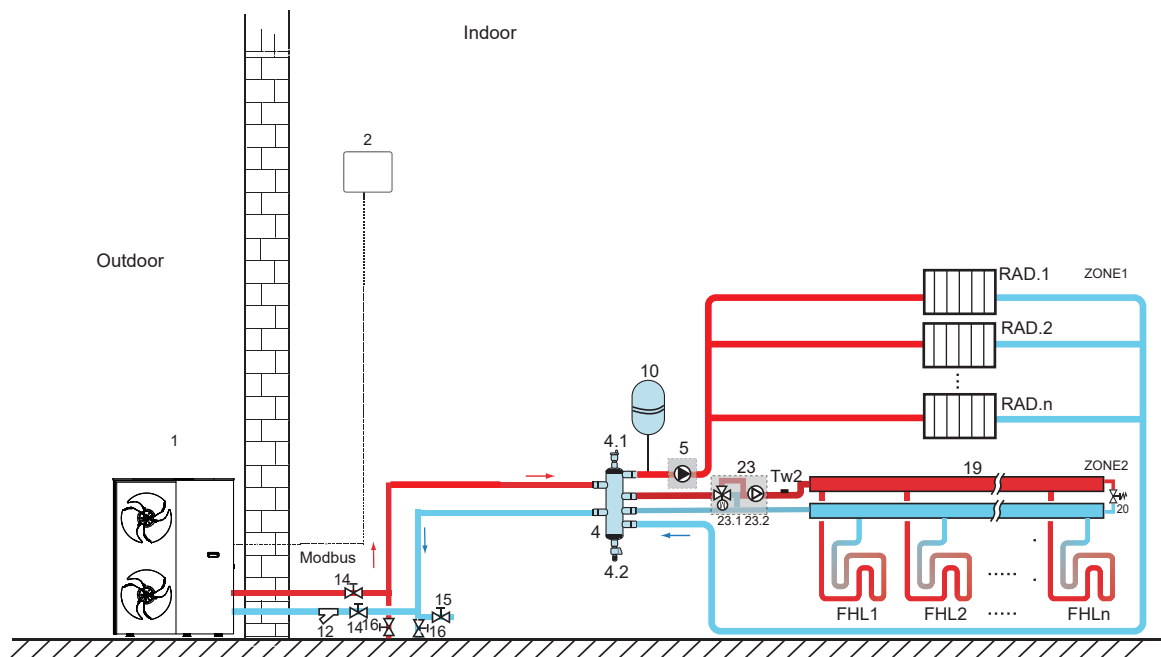 Indoor
2
Outdoor
RAD.1
ZONE1
RAD.2
10
RAD.n
4.1
5
1
23
Tw2
19
ZONE2
23.1
23.2
20
4
Modbus
4.2
14
15
12
14
16
16
FHL1
FHL2
FHLn